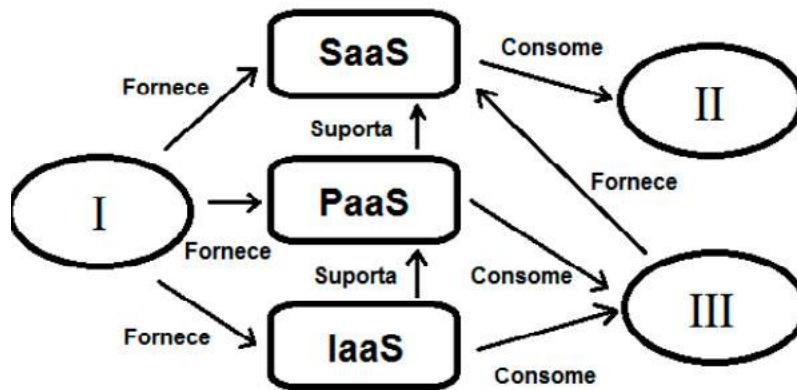 SaaS
Consome
Fornece
II
Suporta
Fornece
I
PaaS
Fornece
Suporta
Consome
III
Fornece
IaaS
Consome